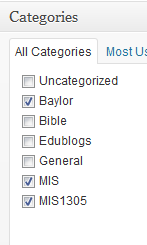 Categories
All Categories Most Us
Uncategorized
Baylor
Bible
Edublogs
General
MIS
MIS1305